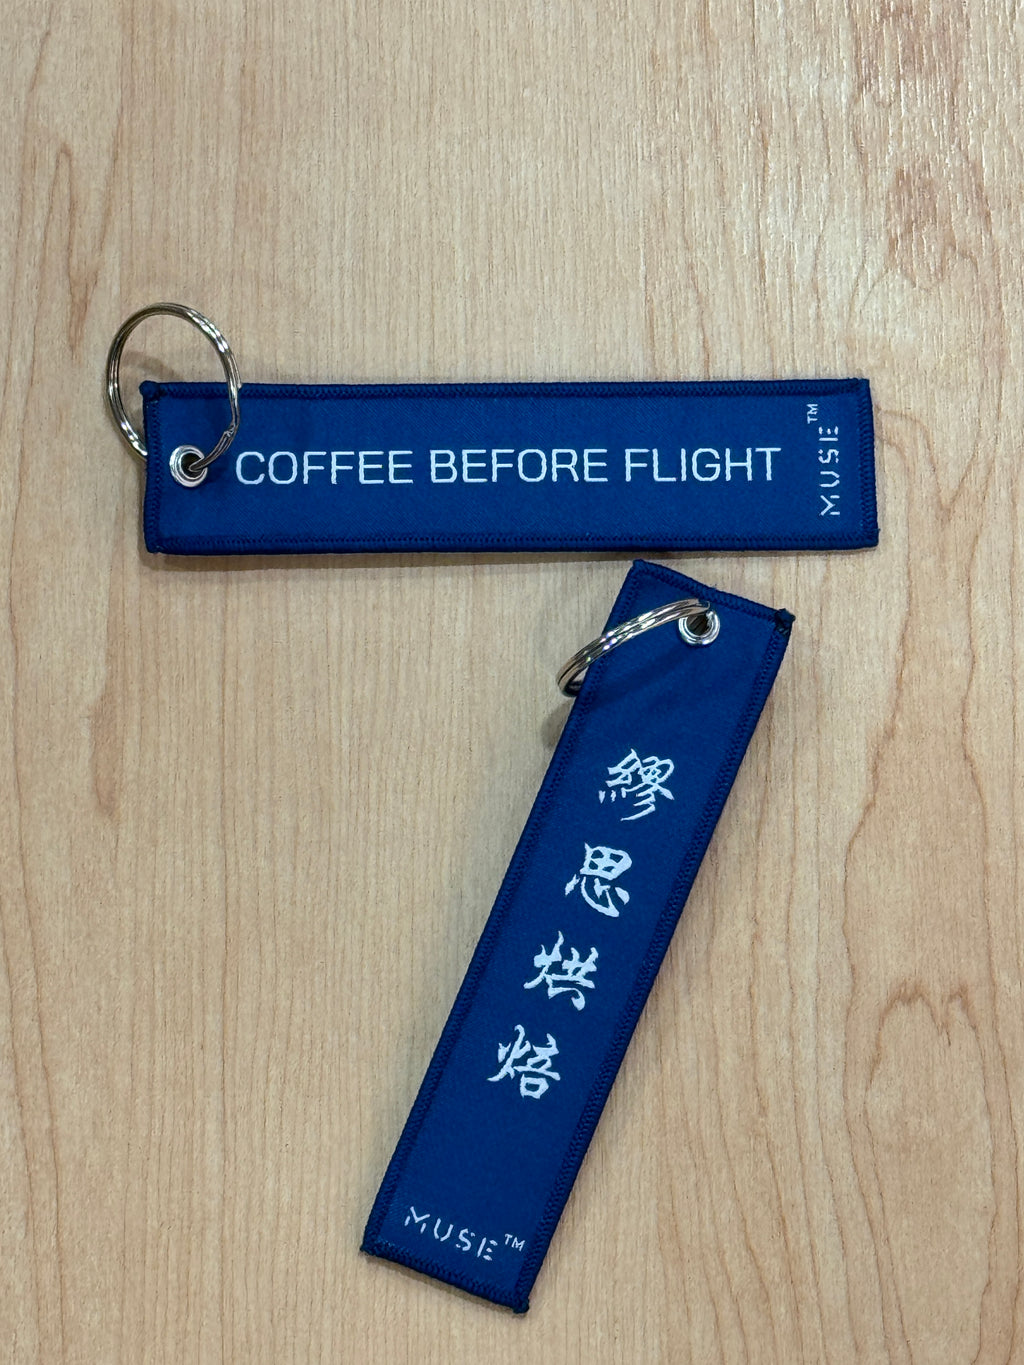 COFFEE BEFORE FLIGHT
MUSE™
繆思烘焙
MUSE™